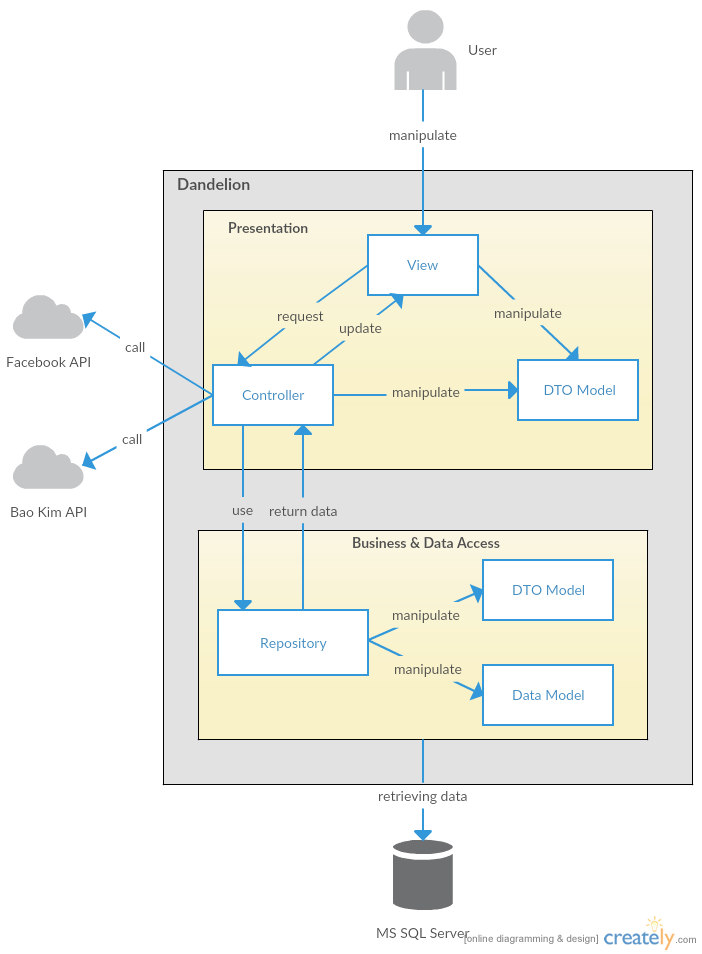 User
manipulate
Dandelion
Presentation
View
request
update
manipulate
Facebook API
call
Controller
manipulate
DTO Model
call
Bao Kim API
use
return data
Business & Data Access
DTO Model
manipulate
Repository
manipulate
Data Model
retrieving data
MS SQL Server
[online diagramming & design]
creately.com